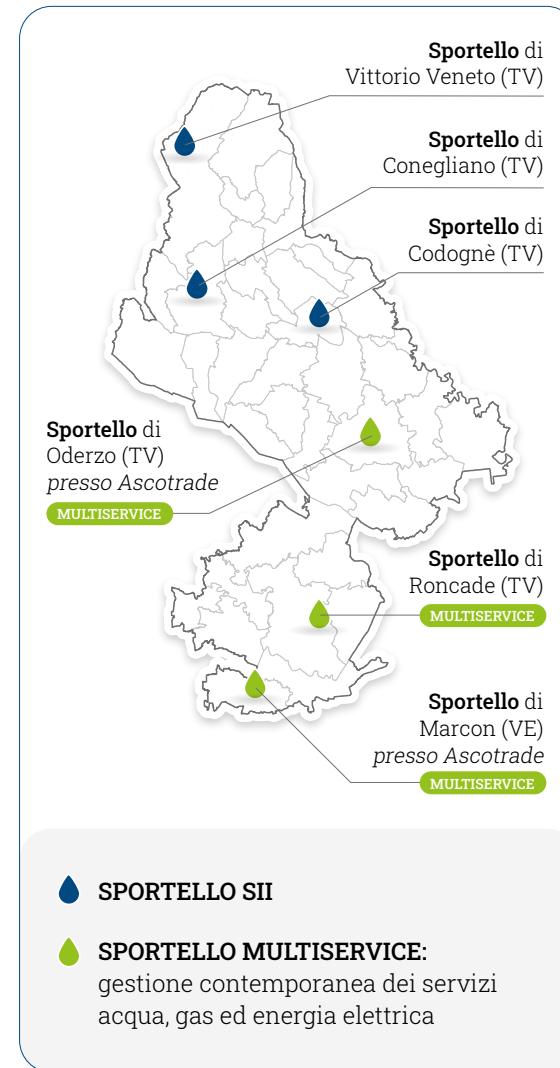 Sportello di
Vittorio Veneto (TV)
Sportello di
Conegliano (TV)
Sportello di
Codognè (TV)
Sportello di
Oderzo (TV)
presso Ascotrade
MULTISERVICE
Sportello di
Roncade (TV)
MULTISERVICE
Sportello di
Marcon (VE)
presso Ascotrade
MULTISERVICE
SPORTELLO SII
SPORTELLO MULTISERVICE:
gestione contemporanea dei servizi
acqua, gas ed energia elettrica